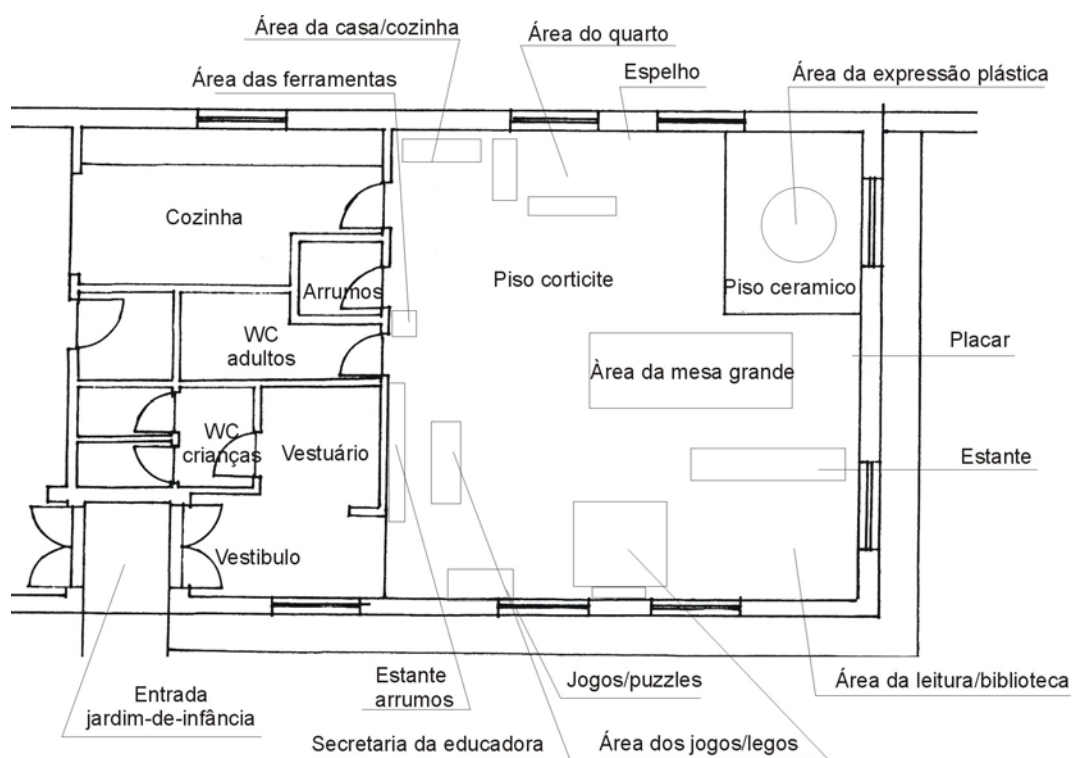 Área da casa/cozinha
Área do quarto
Área das ferramentas
Espelho
Área da expressão plástica
Cozinha
Arrumos
Piso corticite
Piso ceramico
WC
adultos
Placar
Àrea da mesa grande
WC
crianças
Vestuário
Estante
Vestibulo
Estante
arrumos
Jogos/puzzles
Área da leitura/biblioteca
Entrada
jardim-de-infância
Secretaria da educadora
Área dos jogos/legos